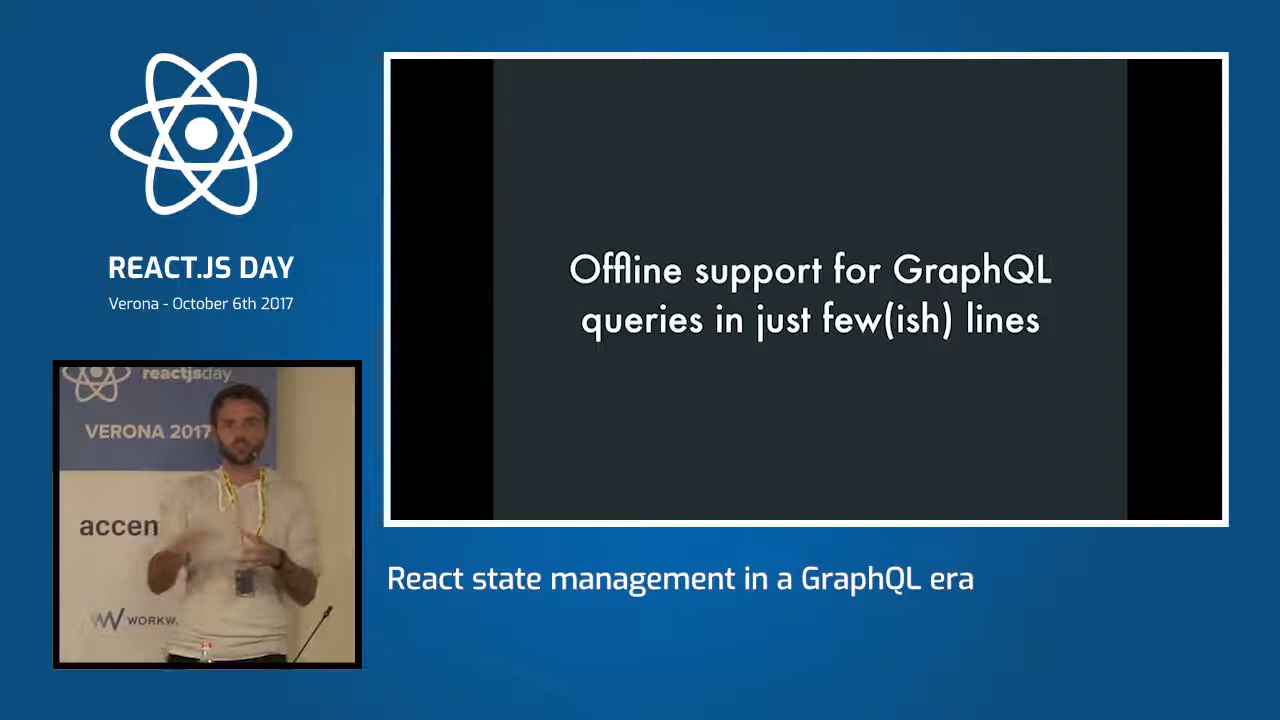 REACT.JS DAY
Verona - October 6th 2017
Offline support for GraphQL
queries in just few(ish) lines
reactjsday
VERONA 2017
accen
WORKW
React state management in a GraphQL era